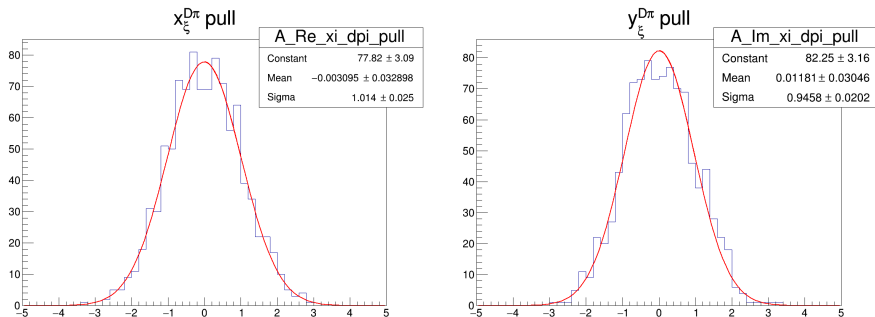 x_ξ^{Dπ} pull
A_Re_xi_dpi_pull
Constant 77.82 ± 3.09
Mean −0.003095 ± 0.032898
Sigma 1.014 ± 0.025
80
70
60
50
40
30
20
10
0
−5 −4 −3 −2 −1 0 1 2 3 4 5
y_ξ^{Dπ} pull
A_Im_xi_dpi_pull
Constant 82.25 ± 3.16
Mean 0.01181 ± 0.03046
Sigma 0.9458 ± 0.0202
80
70
60
50
40
30
20
10
0
−5 −4 −3 −2 −1 0 1 2 3 4 5